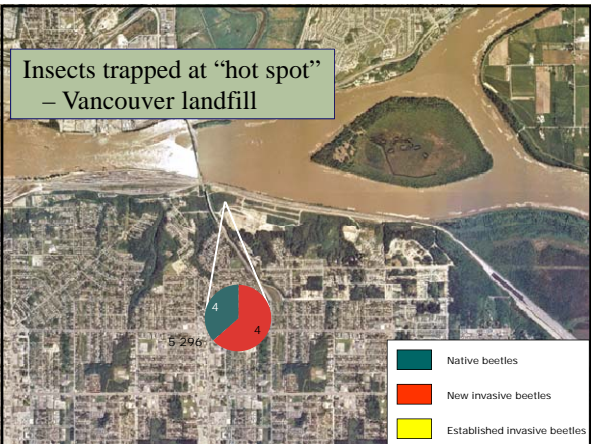 Insects trapped at “hot spot”
– Vancouver landfill
4
4
5 296
Native beetles
New invasive beetles
Established invasive beetles